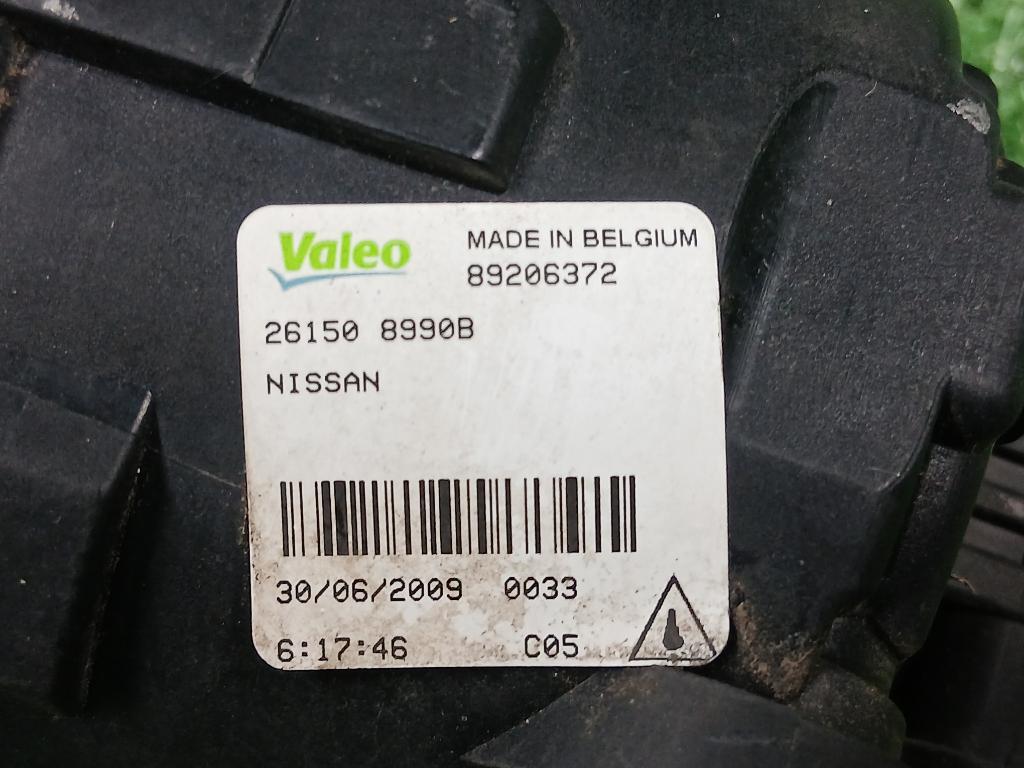 Valeo
MADE IN BELGIUM
89206372
26150 8990B
NISSAN
30/06/2009 0033
6:17:46 C05